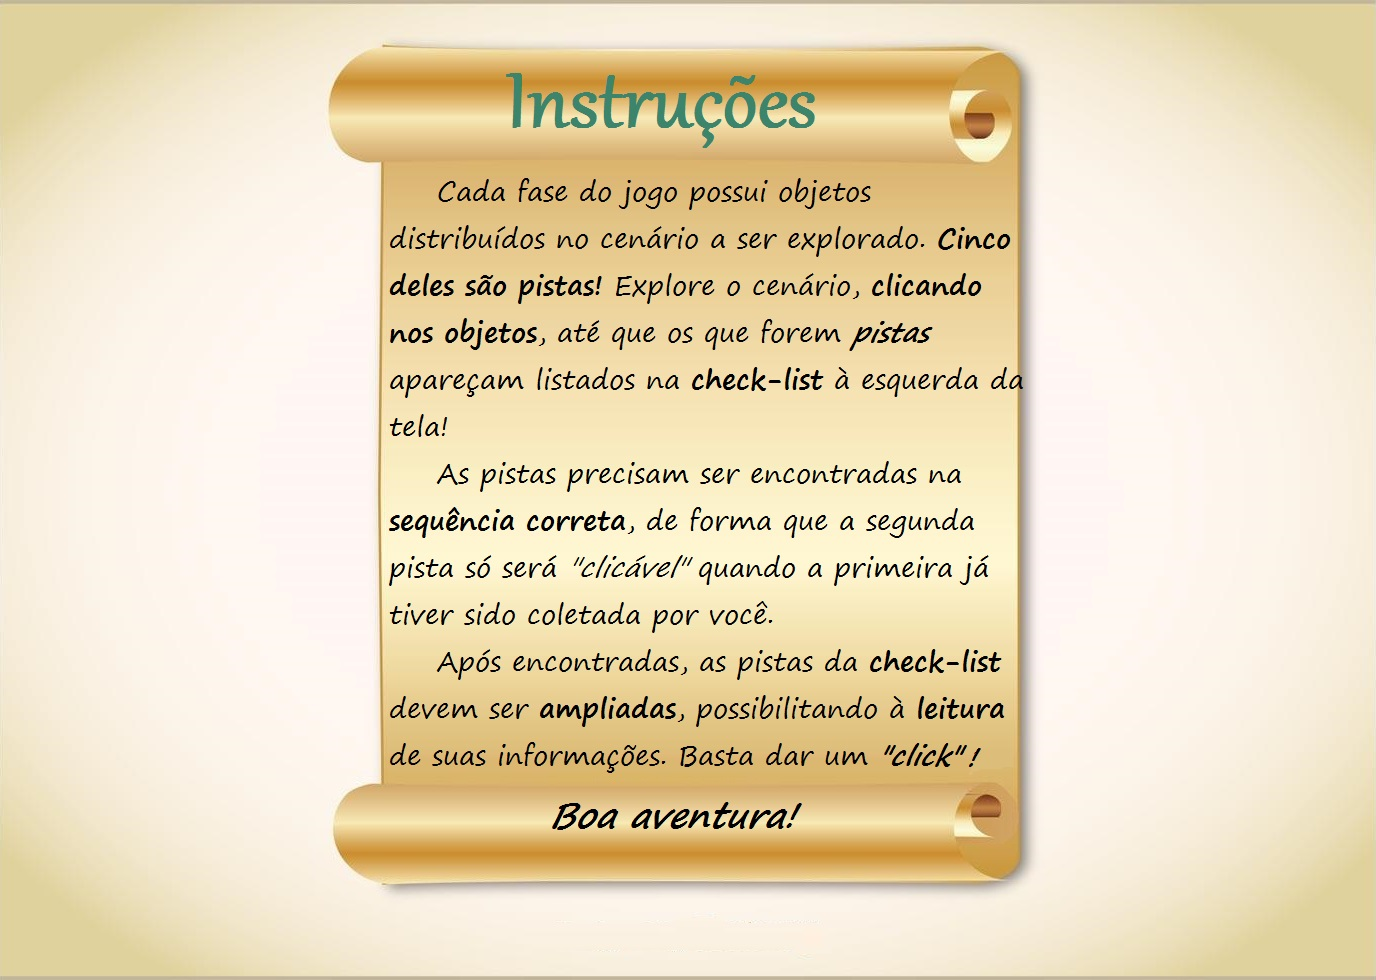 Instruções
Cada fase do jogo possui objetos
distribuídos no cenário a ser explorado. Cinco
deles são pistas! Explore o cenário, clicando
nos objetos, até que os que forem pistas
apareçam listados na check-list à esquerda da
tela!
As pistas precisam ser encontradas na
sequência correta, de forma que a segunda
pista só será "clicável" quando a primeira já
tiver sido coletada por você.
Após encontradas, as pistas da check-list
devem ser ampliadas, possibilitando à leitura
de suas informações. Basta dar um "click"!
Boa aventura!